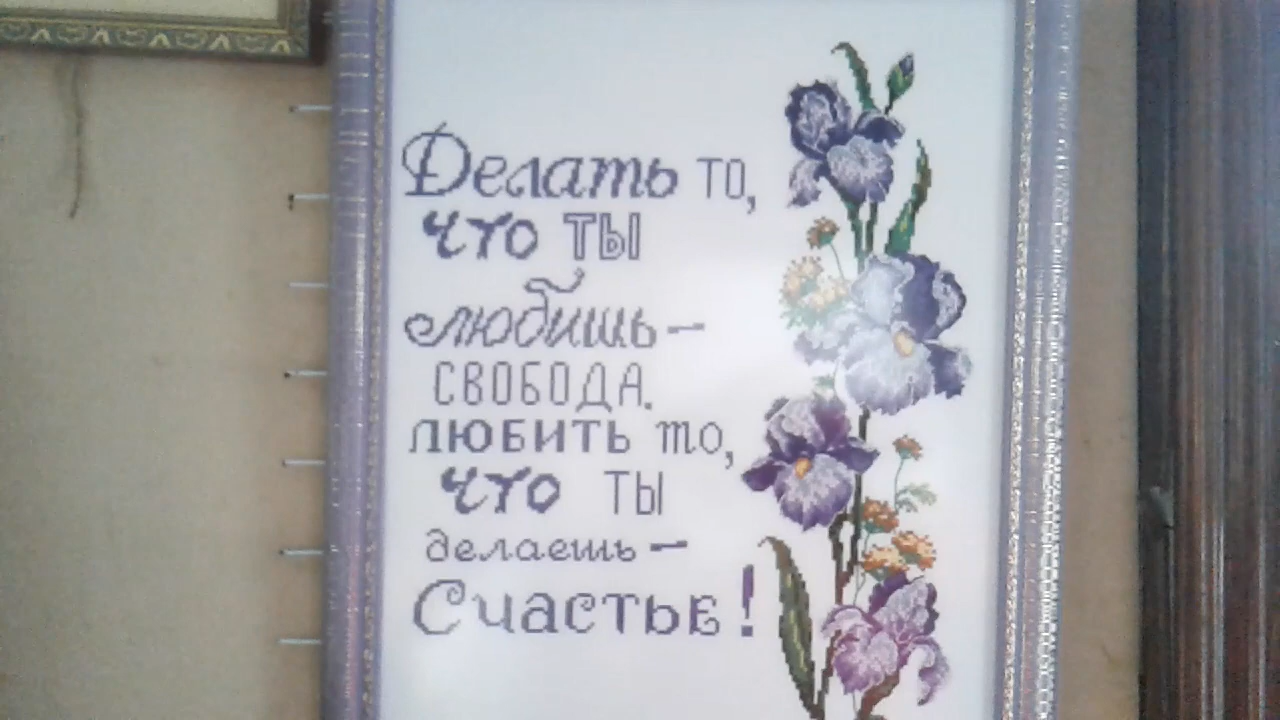 Делать то,
что ты
любишь –
СВОБОДА.
ЛЮБИТЬ то,
что ты
делаешь –
Счастье!